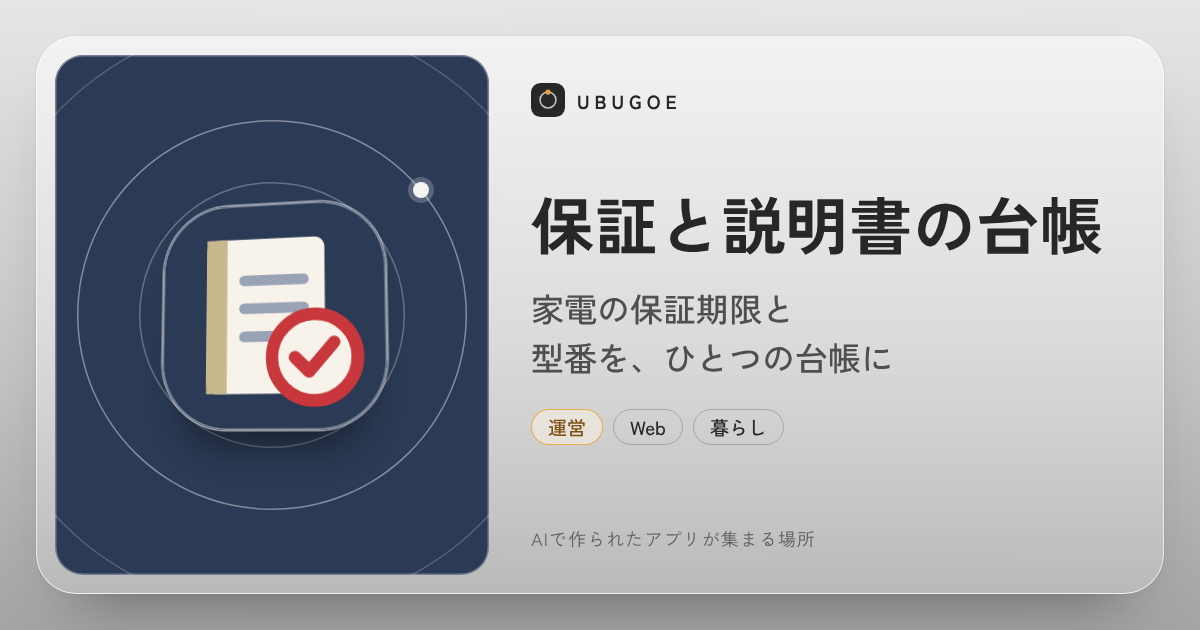 UBUGOE
保証と説明書の台帳
家電の保証期限と
型番を、ひとつの台帳に
運営
Web
暮らし
AIで作られたアプリが集まる場所